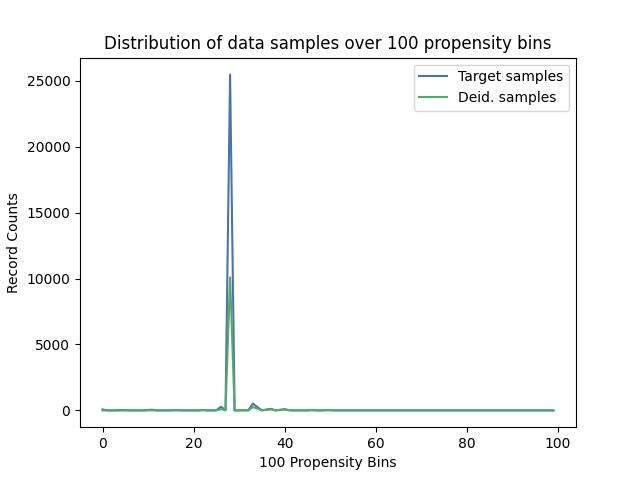 Distribution of data samples over 100 propensity bins
Target samples
Deid. samples
25000
20000
15000
10000
5000
0
Record Counts
0 20 40 60 80 100
100 Propensity Bins